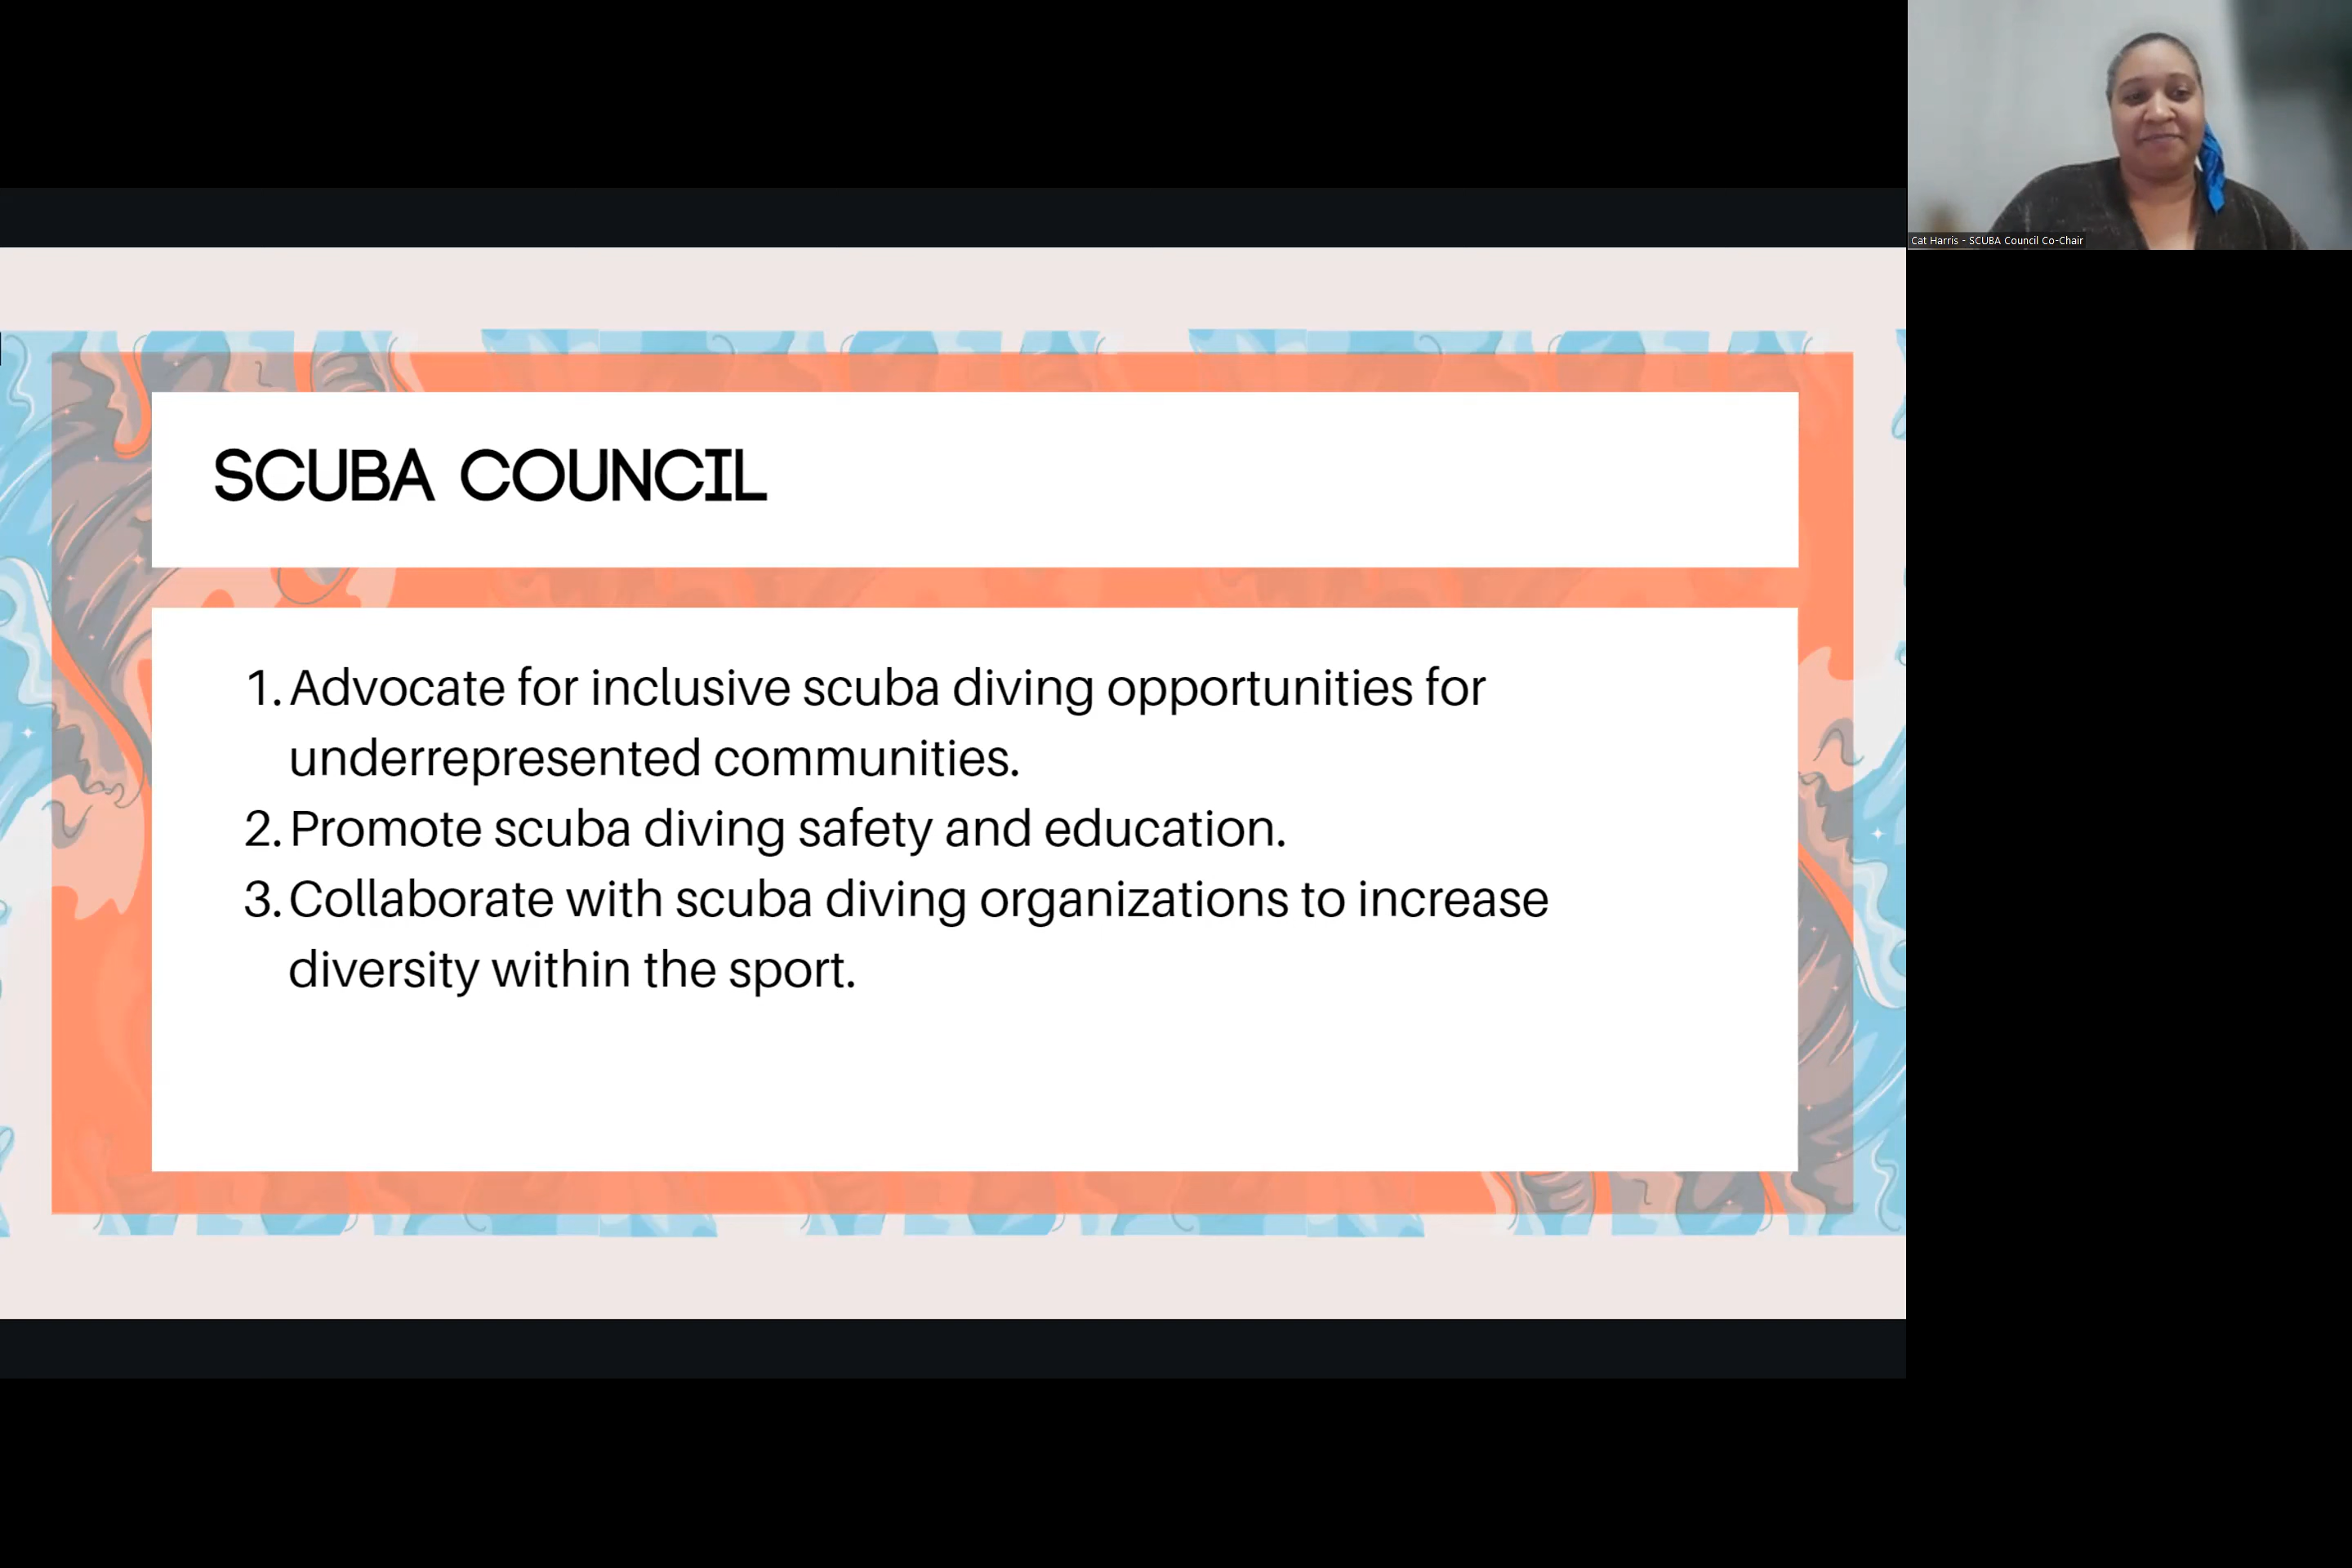 SCUBA COUNCIL
1. Advocate for inclusive scuba diving opportunities for
underrepresented communities.
2. Promote scuba diving safety and education.
3. Collaborate with scuba diving organizations to increase
diversity within the sport.
Cat Harris - SCUBA Council Co-Chair